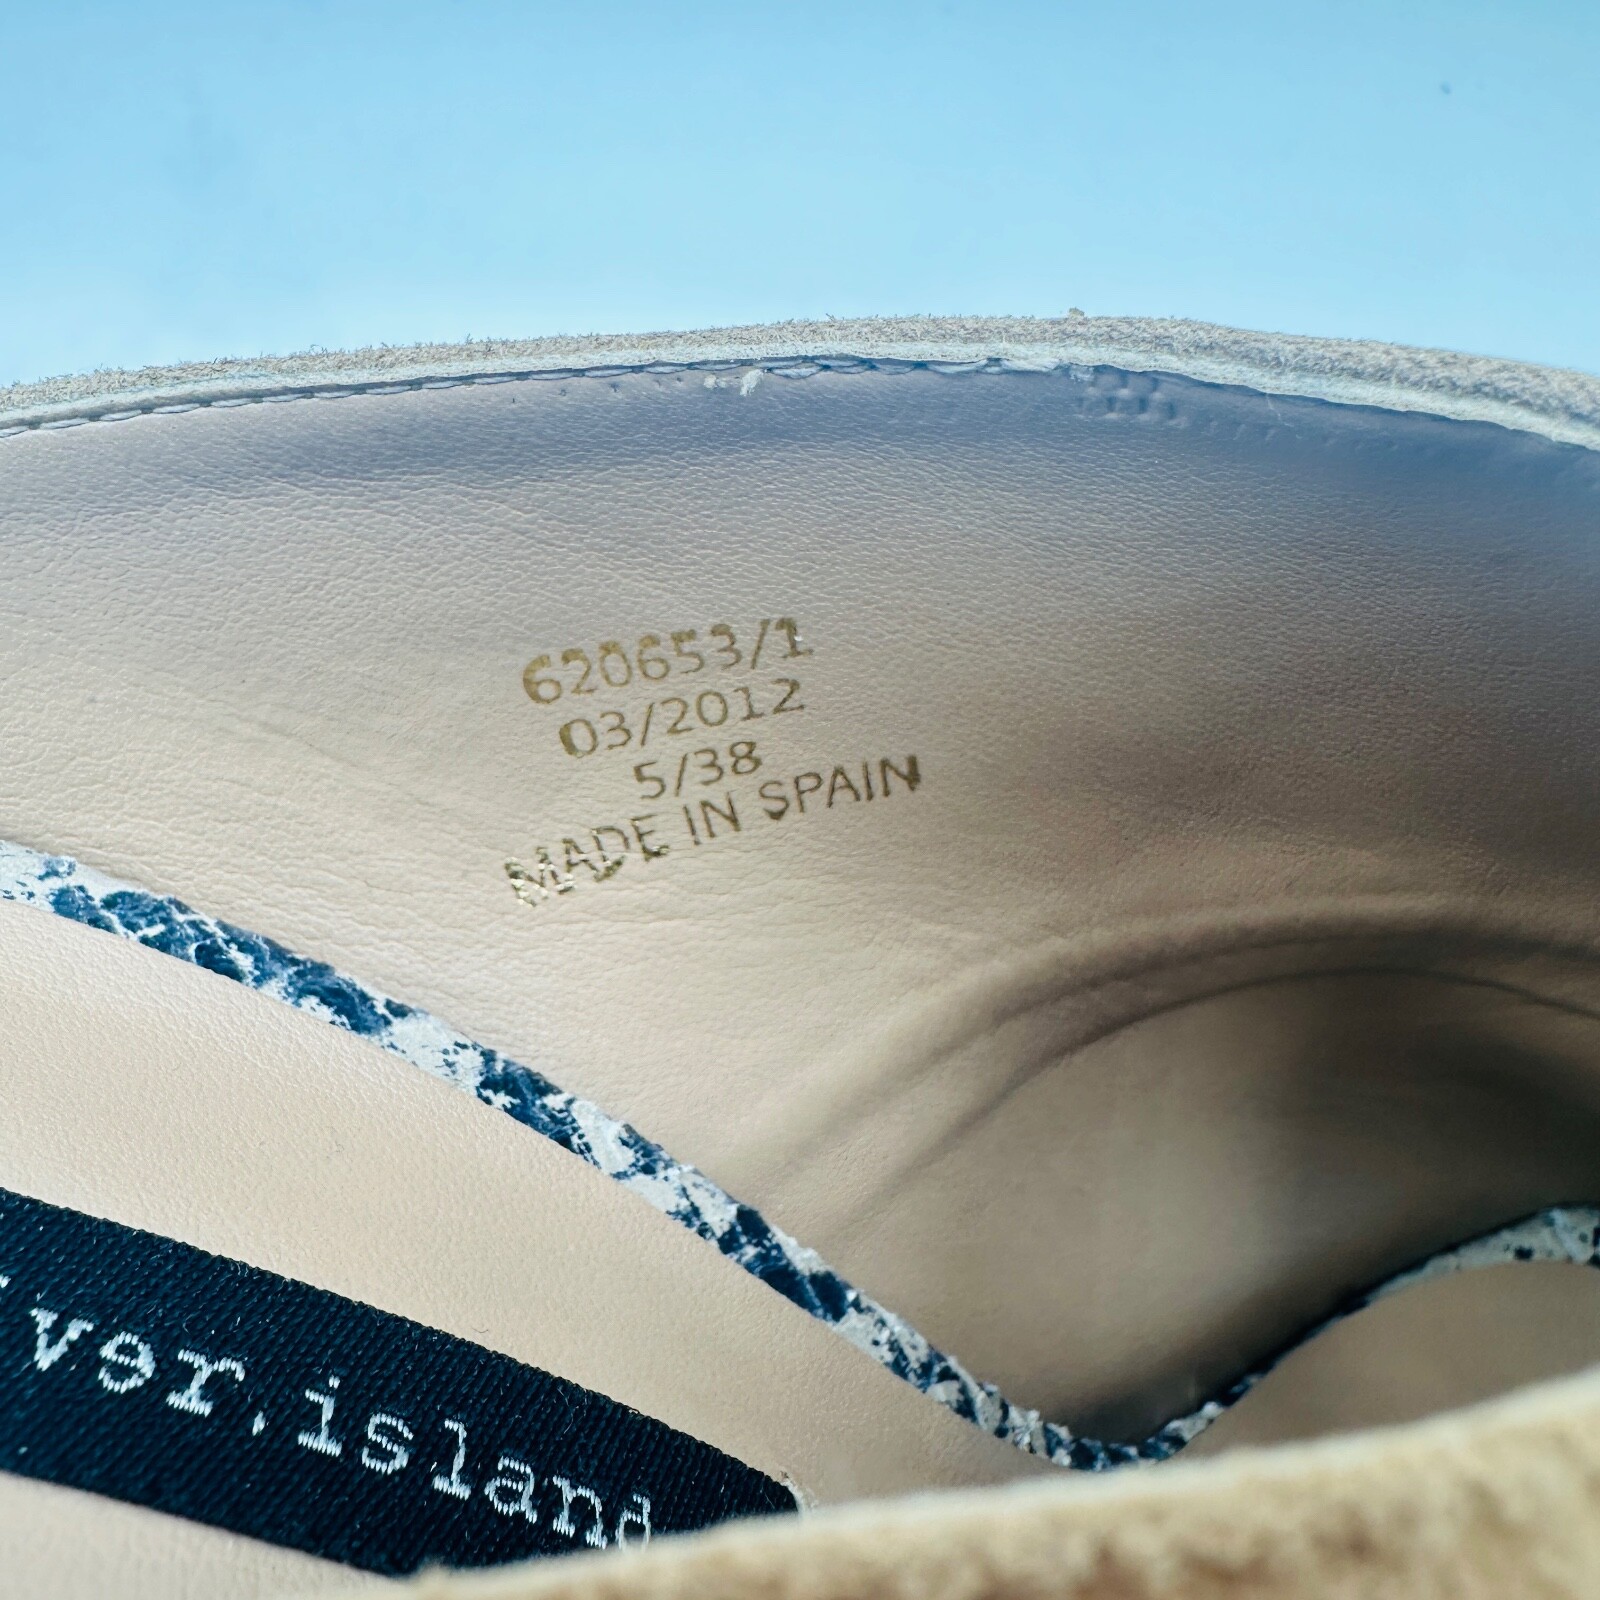 620653/1
03/2012
5/38
MADE IN SPAIN
ver.island